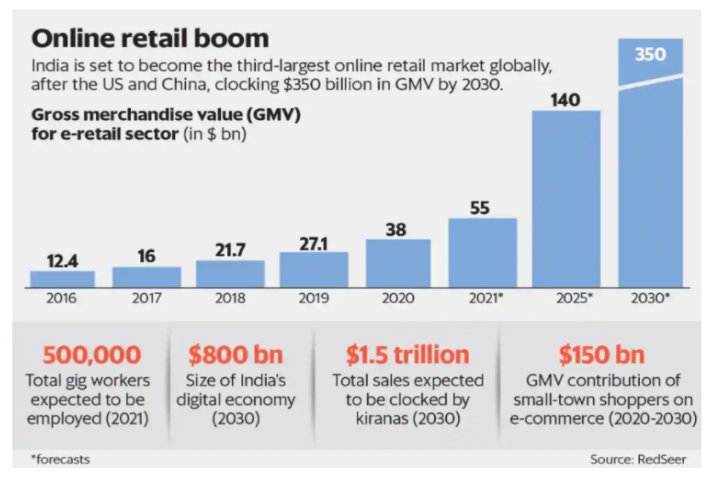 Online retail boom
India is set to become the third-largest online retail market globally,
after the US and China, clocking $350 billion in GMV by 2030.
Gross merchandise value (GMV)
for e-retail sector (in $ bn)
12.4
16
21.7
27.1
38
55
140
350
2016
2017
2018
2019
2020
2021*
2025*
2030*
500,000
Total gig workers
expected to be
employed (2021)
$800 bn
Size of India's
digital economy
(2030)
$1.5 trillion
Total sales expected
to be clocked by
kiranas (2030)
$150 bn
GMV contribution of
small-town shoppers on
e-commerce (2020-2030)
*forecasts
Source: RedSeer